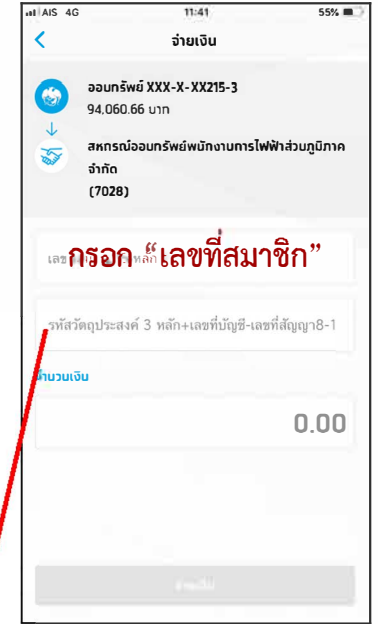 AIS 4G 11:41 55%
จ่ายเงิน
ออมทรัพย์ XXX-X-XX215-3
94,060.66 บาท
สหกรณ์ออมทรัพย์พนักงานการไฟฟ้าส่วนภูมิภาค
จำกัด
(7028)
กรอก “เลขที่สมาชิก”
รหัสวัตถุประสงค์ 3 หลัก+เลขที่บัญชี-เลขที่สัญญา8-1
จำนวนเงิน
0.00
จ่ายเงิน